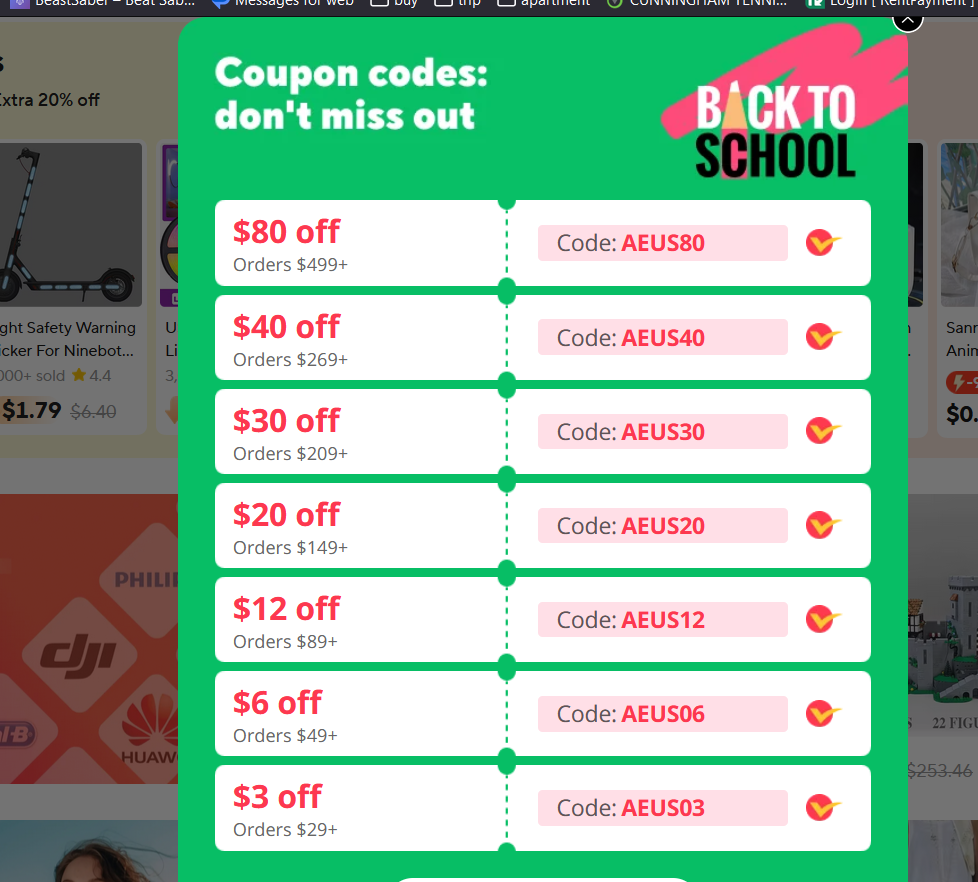 BeastSaber – Beat Sab...
Messages for web
buy
trip
apartment
CUNNINGHAM TENNI...
Login [ RentPayment ]
Extra 20% off
Coupon codes:
don't miss out
BACK TO
SCHOOL
$80 off
Orders $499+
Code: AEUS80
$40 off
Orders $269+
Code: AEUS40
$30 off
Orders $209+
Code: AEUS30
$20 off
Orders $149+
Code: AEUS20
$12 off
Orders $89+
Code: AEUS12
$6 off
Orders $49+
Code: AEUS06
$3 off
Orders $29+
Code: AEUS03
ght Safety Warning
icker For Ninebot...
000+ sold 4.4
$1.79 $6.40
Sann
Anim
$0.
PHILI
dji
HUAW
22 FIGU
$253.46